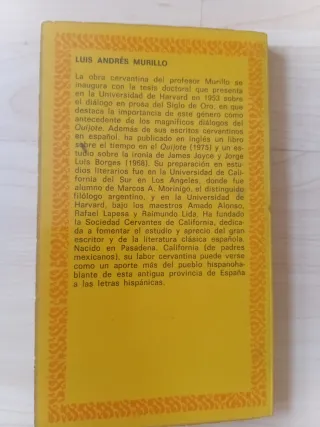 LUIS ANDRÉS MURILLO
La obra cervantina del profesor Murillo se
inaugura con la tesis doctoral que presenta
en la Universidad de Harvard en 1953 sobre
el diálogo en prosa del Siglo de Oro, en que
destaca la importancia de este género como
antecedente de los magníficos diálogos del
Quijote. Además de sus escritos cervantinos
en español, ha publicado en inglés un libro
sobre el tiempo en el Quijote (1975) y un es-
tudio sobre la ironía de James Joyce y Jorge
Luis Borges (1968). Su preparación en estu-
dios literarios fue en la Universidad de Cali-
fornia del Sur en Los Angeles, donde fue
alumno de Marcos A. Morínigo, el distinguido
filólogo argentino, y en la Universidad de
Harvard, bajo los maestros Amado Alonso,
Rafael Lapesa y Raimundo Lida. Ha fundado
la Sociedad Cervantes de California, dedica-
da a fomentar el estudio y aprecio del gran
escritor y de la literatura clásica española.
Nacido en Pasadena. California (de padres
mexicanos), su labor cervantina puede verse
como un aporte más del pueblo hispanoha-
blante de esta antigua provincia de España
a las letras hispánicas.